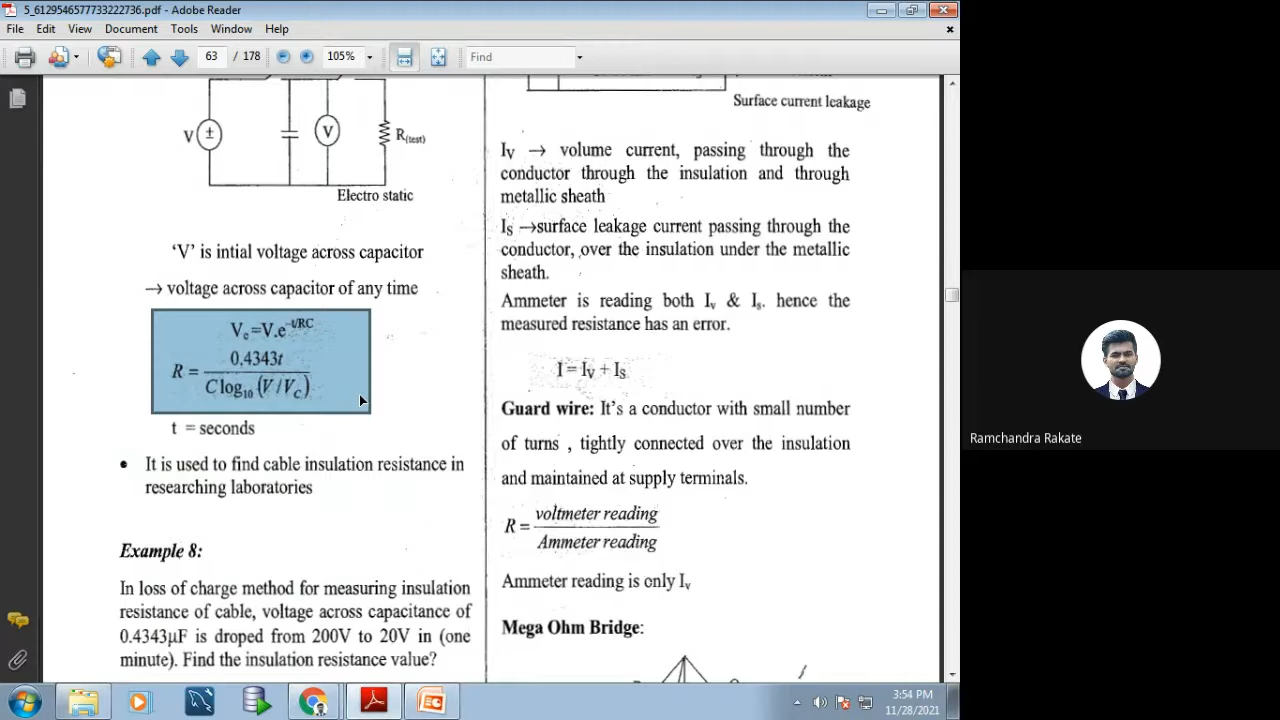 5_6129546577733222736.pdf - Adobe Reader
File Edit View Document Tools Window Help
63 / 178 105% Find
V ± V R(test)
Electro static
‘V’ is intial voltage across capacitor
→ voltage across capacitor of any time
Vc=V.e^-t/RC
R = 0.4343t / C log10 (V / VC)
t = seconds
• It is used to find cable insulation resistance in
researching laboratories
Example 8:
In loss of charge method for measuring insulation
resistance of cable, voltage across capacitance of
0.4343μF is droped from 200V to 20V in (one
minute). Find the insulation resistance value?
Surface current leakage
IV → volume current, passing through the
conductor through the insulation and through
metallic sheath
IS →surface leakage current passing through the
conductor, over the insulation under the metallic
sheath.
Ammeter is reading both Iv & Is. hence the
measured resistance has an error.
I = IV + IS
Guard wire: It’s a conductor with small number
of turns , tightly connected over the insulation
and maintained at supply terminals.
R = voltmeter reading / Ammeter reading
Ammeter reading is only Iv
Mega Ohm Bridge:
Ramchandra Rakate
3:54 PM
11/28/2021